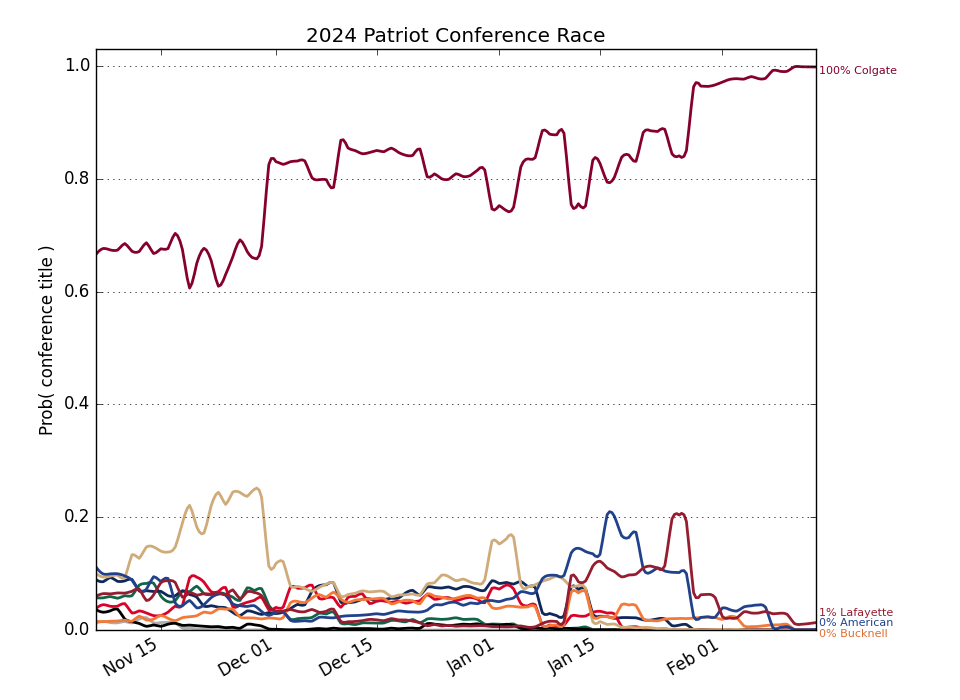 2024 Patriot Conference Race
Prob( conference title )
1.0
0.8
0.6
0.4
0.2
0.0
100% Colgate
1% Lafayette
0% American
0% Bucknell
Nov 15
Dec 01
Dec 15
Jan 01
Jan 15
Feb 01